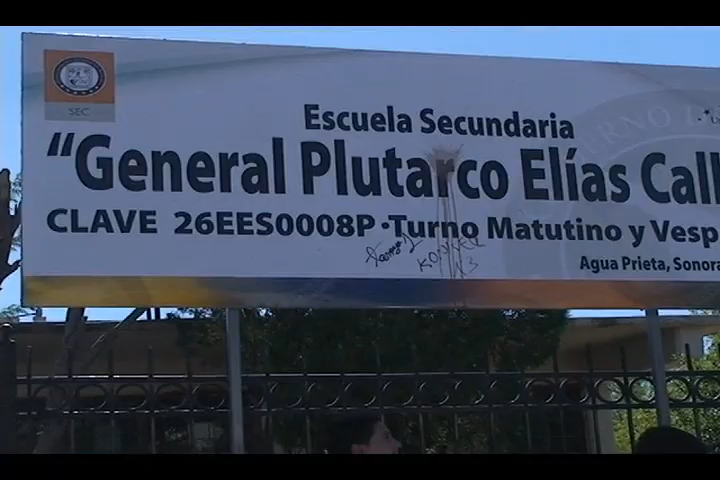 SEC
Escuela Secundaria
"General Plutarco Elías Call
CLAVE 26EES0008P · Turno Matutino y Vesp
Agua Prieta, Sonora